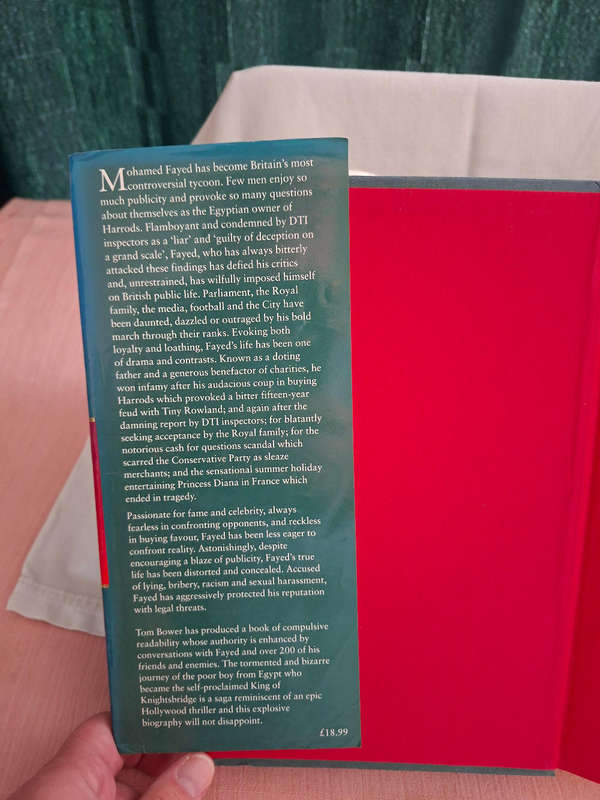 Mohamed Fayed has become Britain's most
controversial tycoon. Few men enjoy so
much publicity and provoke so many questions
about themselves as the Egyptian owner of
Harrods. Flamboyant and condemned by DTI
inspectors as a 'liar' and 'guilty of deception on
a grand scale', Fayed, who has always bitterly
attacked these findings has defied his critics
and, unrestrained, has wilfully imposed himself
on British public life. Parliament, the Royal
family, the media, football and the City have
been daunted, dazzled or outraged by his bold
march through their ranks. Evoking both
loyalty and loathing, Fayed's life has been one
of drama and contrasts. Known as a doting
father and a generous benefactor of charities, he
won infamy after his audacious coup in buying
Harrods which provoked a bitter fifteen-year
feud with Tiny Rowland; and again after the
damning report by DTI inspectors; for blatantly
seeking acceptance by the Royal family; for the
notorious cash for questions scandal which
scarred the Conservative Party as sleaze
merchants; and the sensational summer holiday
entertaining Princess Diana in France which
ended in tragedy.
Passionate for fame and celebrity, always
fearless in confronting opponents, and reckless
in buying favour, Fayed has been less eager to
confront reality. Astonishingly, despite
encouraging a blaze of publicity, Fayed's true
life has been distorted and concealed. Accused
of lying, bribery, racism and sexual harassment,
Fayed has aggressively protected his reputation
with legal threats.
Tom Bower has produced a book of compulsive
readability whose authority is enhanced by
conversations with Fayed and over 200 of his
friends and enemies. The tormented and bizarre
journey of the poor boy from Egypt who
became the self-proclaimed King of
Knightsbridge is a saga reminiscent of an epic
Hollywood thriller and this explosive
biography will not disappoint.
£18.99